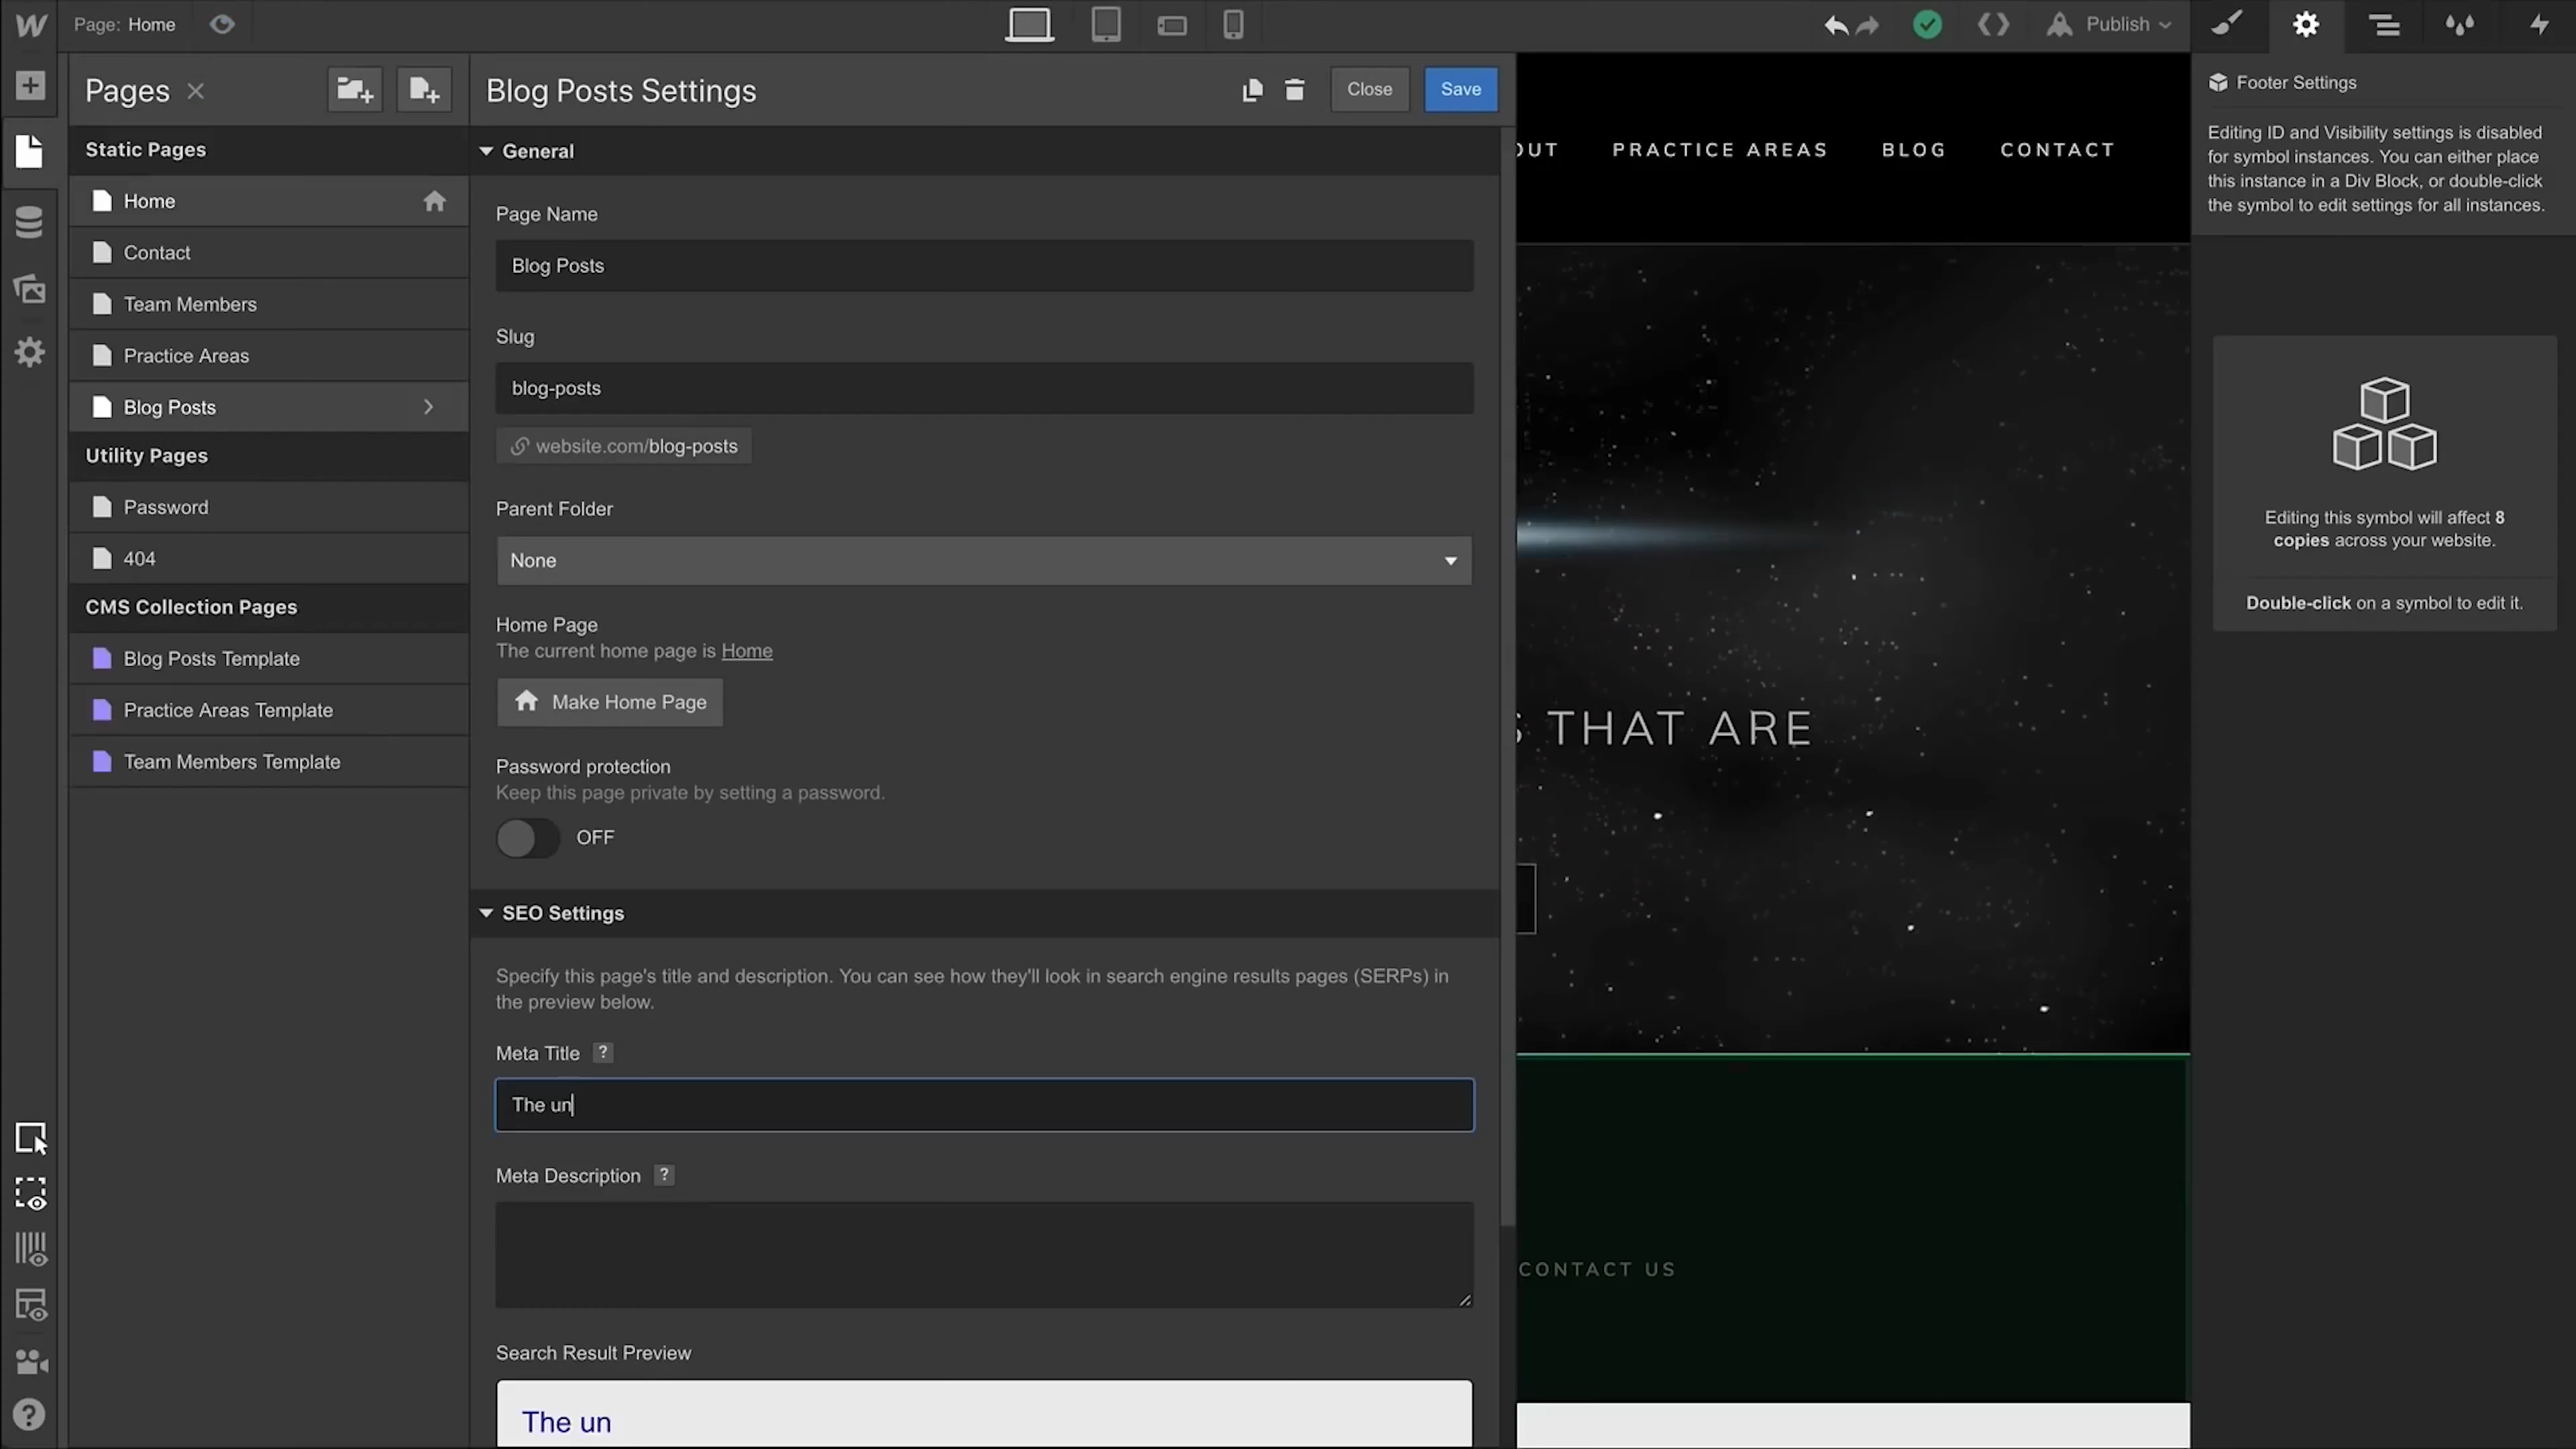 Page: Home
Publish
Pages
Blog Posts Settings
Close
Save
Static Pages
Home
Contact
Team Members
Practice Areas
Blog Posts
Utility Pages
Password
404
CMS Collection Pages
Blog Posts Template
Practice Areas Template
Team Members Template
General
Page Name
Blog Posts
Slug
blog-posts
website.com/blog-posts
Parent Folder
None
Home Page
The current home page is Home
Make Home Page
Password protection
Keep this page private by setting a password.
OFF
SEO Settings
Specify this page's title and description. You can see how they'll look in search engine results pages (SERPs) in
the preview below.
Meta Title ?
The un
Meta Description ?
Search Result Preview
The un
OUT PRACTICE AREAS BLOG CONTACT
S THAT ARE
CONTACT US
Footer Settings
Editing ID and Visibility settings is disabled
for symbol instances. You can either place
this instance in a Div Block, or double-click
the symbol to edit settings for all instances.
Editing this symbol will affect 8
copies across your website.
Double-click on a symbol to edit it.